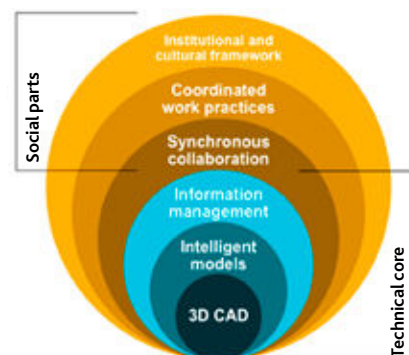 Institutional and
cultural framework
Coordinated
work practices
Synchronous
collaboration
Information
management
Intelligent
models
3D CAD
Social parts
Technical core